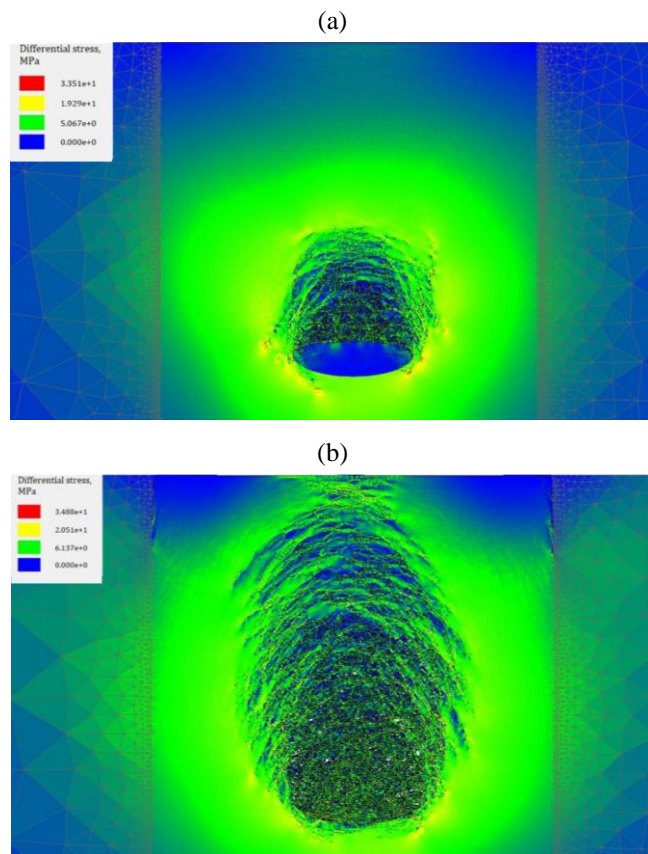 (a)
Differential stress,
MPa
3.351e+1
1.929e+1
5.067e+0
0.000e+0
(b)
Differential stress,
MPa
3.488e+1
2.051e+1
6.137e+0
0.000e+0